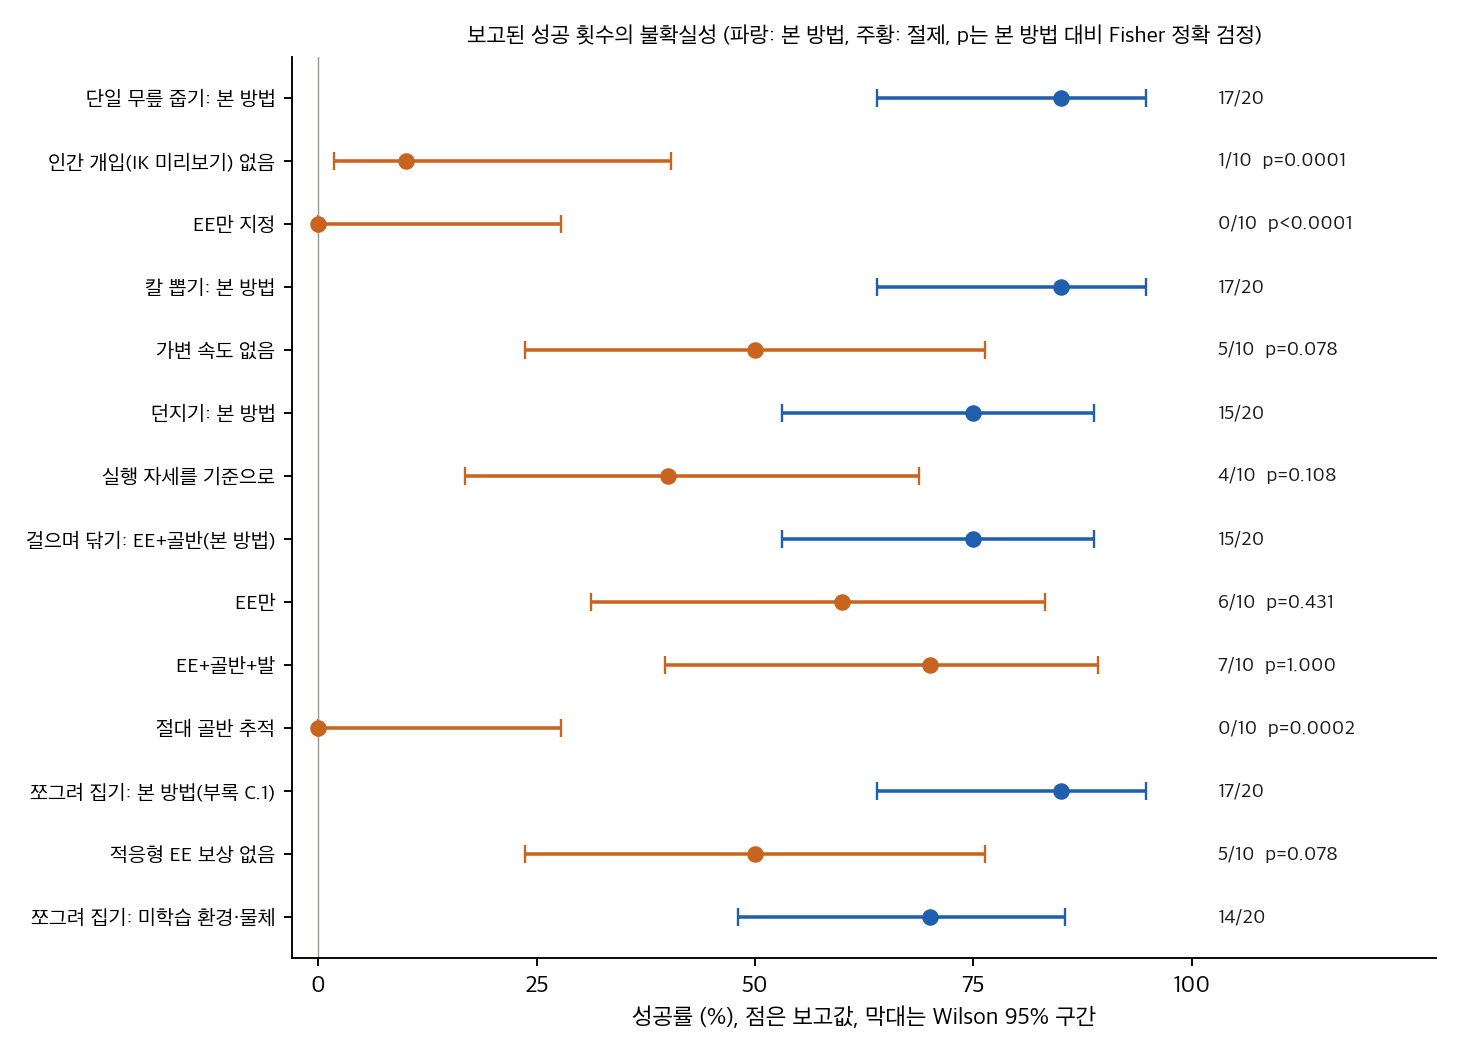 보고된 성공 횟수의 불확실성 (파랑: 본 방법, 주황: 절제, p는 본 방법 대비 Fisher 정확 검정)
단일 무릎 줍기: 본 방법 17/20
인간 개입(IK 미리보기) 없음 1/10 p=0.0001
EE만 지정 0/10 p<0.0001
칼 뽑기: 본 방법 17/20
가변 속도 없음 5/10 p=0.078
던지기: 본 방법 15/20
실행 자세를 기준으로 4/10 p=0.108
걸으며 닦기: EE+골반(본 방법) 15/20
EE만 6/10 p=0.431
EE+골반+발 7/10 p=1.000
절대 골반 추적 0/10 p=0.0002
쪼그려 집기: 본 방법(부록 C.1) 17/20
적응형 EE 보상 없음 5/10 p=0.078
쪼그려 집기: 미학습 환경·물체 14/20
0 25 50 75 100
성공률 (%), 점은 보고값, 막대는 Wilson 95% 구간